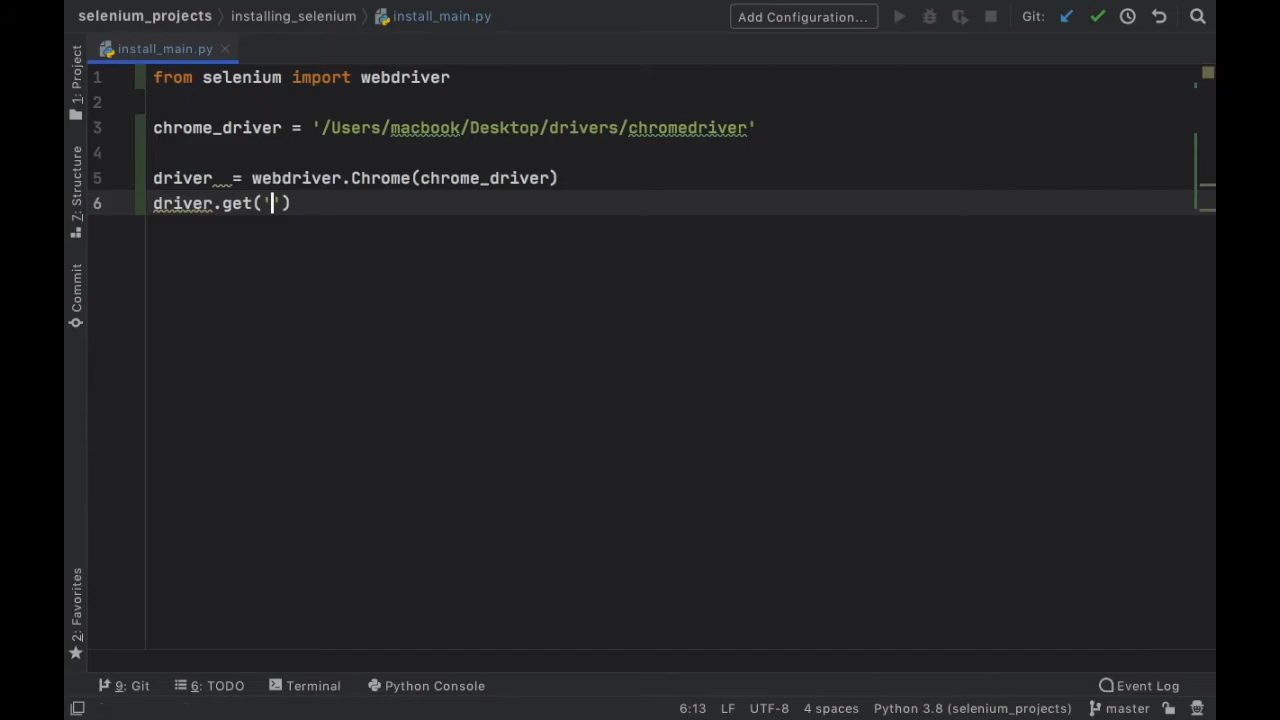 selenium_projects installing_selenium install_main.py Add Configuration... Git:
install_main.py
1: Project
7: Structure
Commit
2: Favorites
1 from selenium import webdriver
2
3 chrome_driver = '/Users/macbook/Desktop/drivers/chromedriver'
4
5 driver  = webdriver.Chrome(chrome_driver)
6 driver.get('')
9: Git 6: TODO Terminal Python Console Event Log
6:13 LF UTF-8 4 spaces Python 3.8 (selenium_projects) master